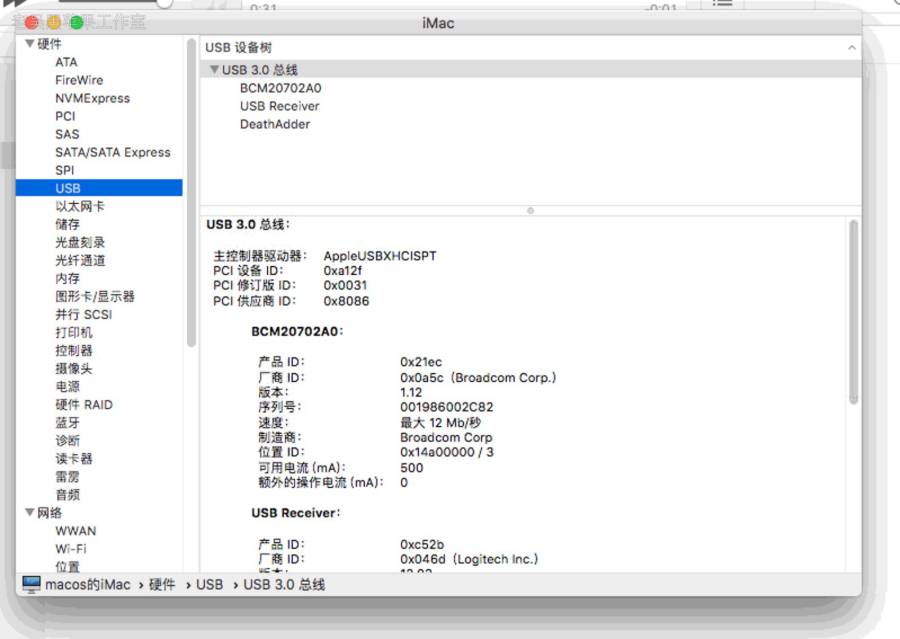 0:31
-0:01
iMac
硬件
ATA
FireWire
NVMExpress
PCI
SAS
SATA/SATA Express
SPI
USB
以太网卡
储存
光盘刻录
光纤通道
内存
图形卡/显示器
并行 SCSI
打印机
控制器
摄像头
电源
硬件 RAID
蓝牙
诊断
读卡器
雷雳
音频
网络
WWAN
Wi-Fi
位置
USB 设备树
USB 3.0 总线
BCM20702A0
USB Receiver
DeathAdder
USB 3.0 总线：
主控制器驱动器： AppleUSBXHCISPT
PCI 设备 ID： 0xa12f
PCI 修订版 ID： 0x0031
PCI 供应商 ID： 0x8086
BCM20702A0：
产品 ID： 0x21ec
厂商 ID： 0x0a5c（Broadcom Corp.）
版本： 1.12
序列号： 001986002C82
速度： 最大 12 Mb/秒
制造商： Broadcom Corp
位置 ID： 0x14a00000 / 3
可用电流 (mA)： 500
额外的操作电流 (mA)： 0
USB Receiver：
产品 ID： 0xc52b
厂商 ID： 0x046d（Logitech Inc.）
macos的iMac › 硬件 › USB › USB 3.0 总线